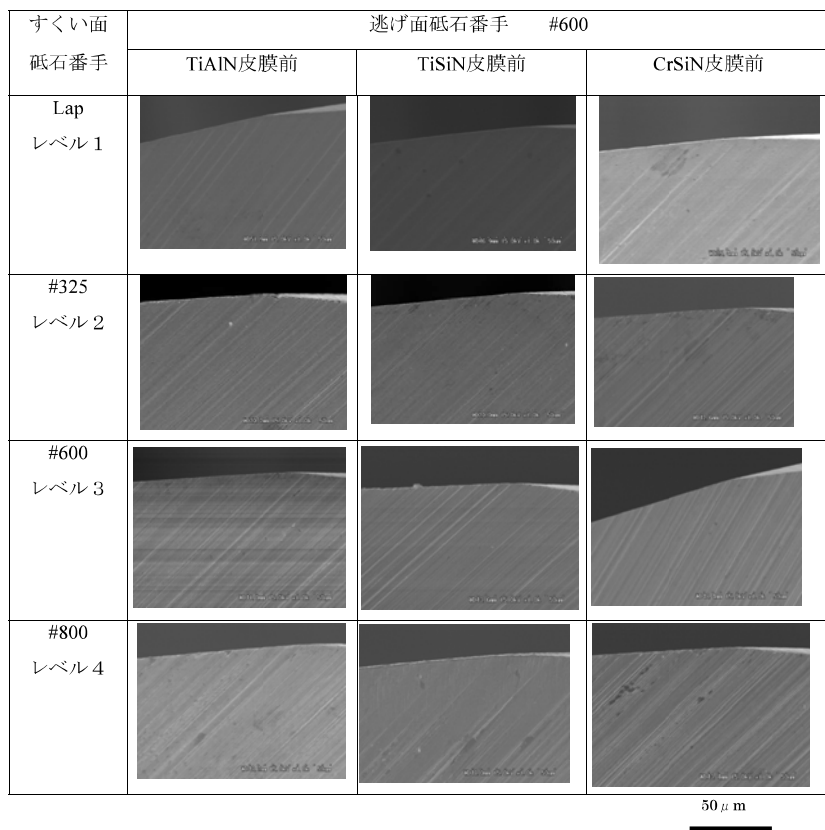 すくい面
砥石番手
逃げ面砥石番手 #600
TiAlN皮膜前
TiSiN皮膜前
CrSiN皮膜前
Lap
レベル１
#325
レベル２
#600
レベル３
#800
レベル４
50μm